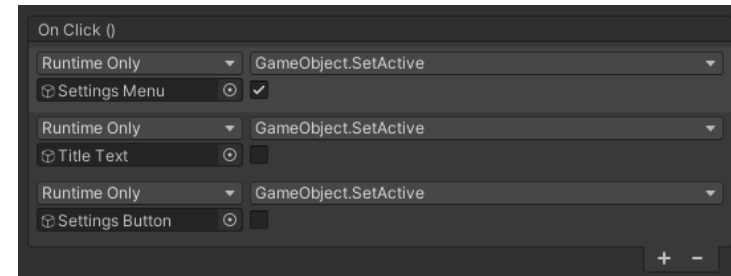 On Click ()
Runtime Only GameObject.SetActive
Settings Menu
Runtime Only GameObject.SetActive
Title Text
Runtime Only GameObject.SetActive
Settings Button
+ -